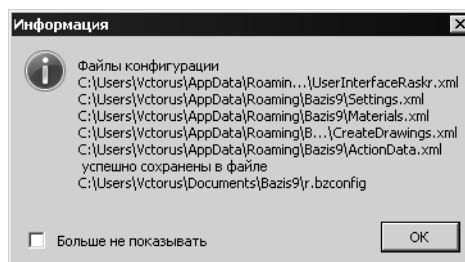 Информация
Файлы конфигурации
C:\Users\Vctorus\AppData\Roamin...\UserInterfaceRaskr.xml
C:\Users\Vctorus\AppData\Roaming\Bazis9\Settings.xml
C:\Users\Vctorus\AppData\Roaming\Bazis9\Materials.xml
C:\Users\Vctorus\AppData\Roaming\B...\CreateDrawings.xml
C:\Users\Vctorus\AppData\Roaming\Bazis9\ActionData.xml
успешно сохранены в файле
C:\Users\Vctorus\Documents\Bazis9\r.bzconfig
Больше не показывать
ОК